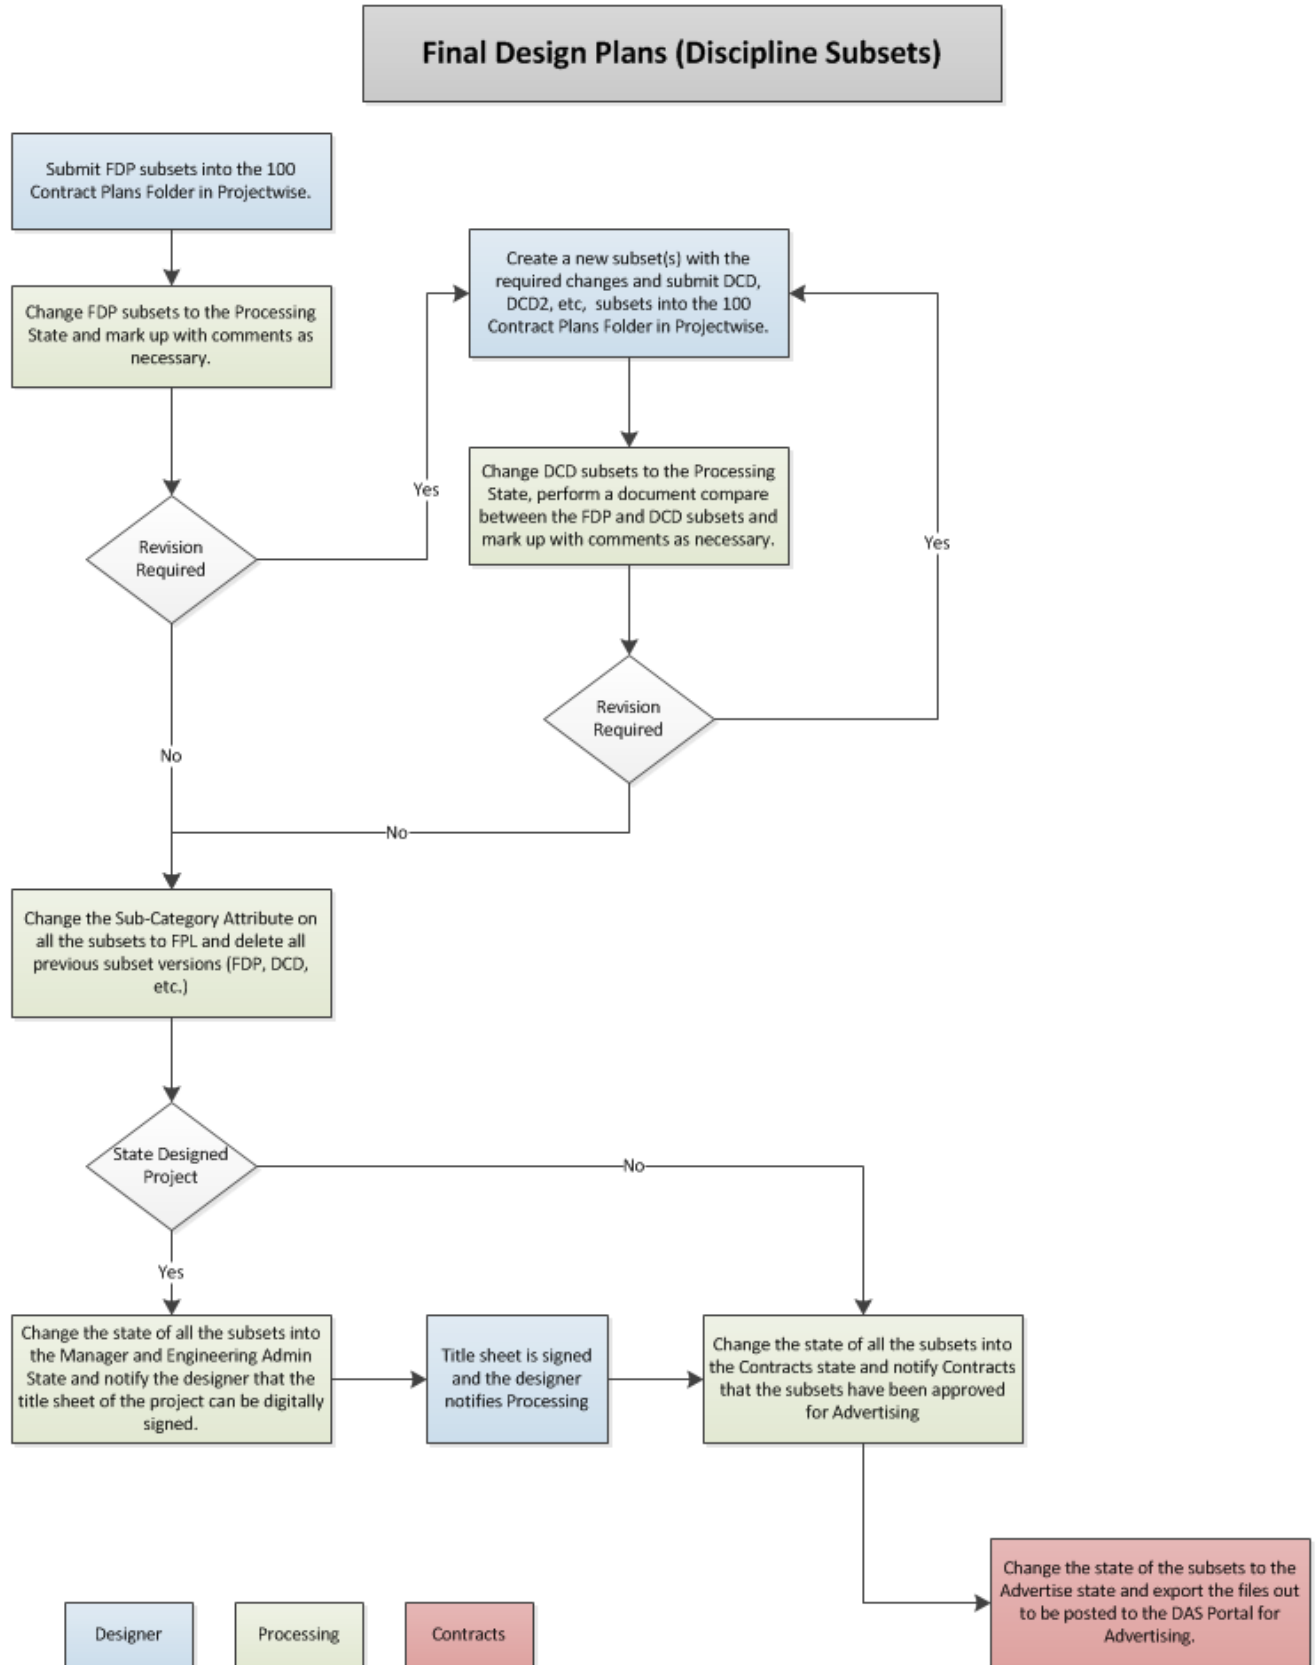 Final Design Plans (Discipline Subsets)
Submit FDP subsets into the 100
Contract Plans Folder in Projectwise.
Change FDP subsets to the Processing
State and mark up with comments as
necessary.
Revision
Required
Yes
No
Create a new subset(s) with the
required changes and submit DCD,
DCD2, etc,  subsets into the 100
Contract Plans Folder in Projectwise.
Change DCD subsets to the Processing
State, perform a document compare
between the FDP and DCD subsets and
mark up with comments as necessary.
Revision
Required
Yes
No
Change the Sub-Category Attribute on
all the subsets to FPL and delete all
previous subset versions (FDP, DCD,
etc.)
State Designed
Project
No
Yes
Change the state of all the subsets into
the Manager and Engineering Admin
State and notify the designer that the
title sheet of the project can be digitally
signed.
Title sheet is signed
and the designer
notifies Processing
Change the state of all the subsets into
the Contracts state and notify Contracts
that the subsets have been approved
for Advertising
Change the state of the subsets to the
Advertise state and export the files out
to be posted to the DAS Portal for
Advertising.
Designer
Processing
Contracts